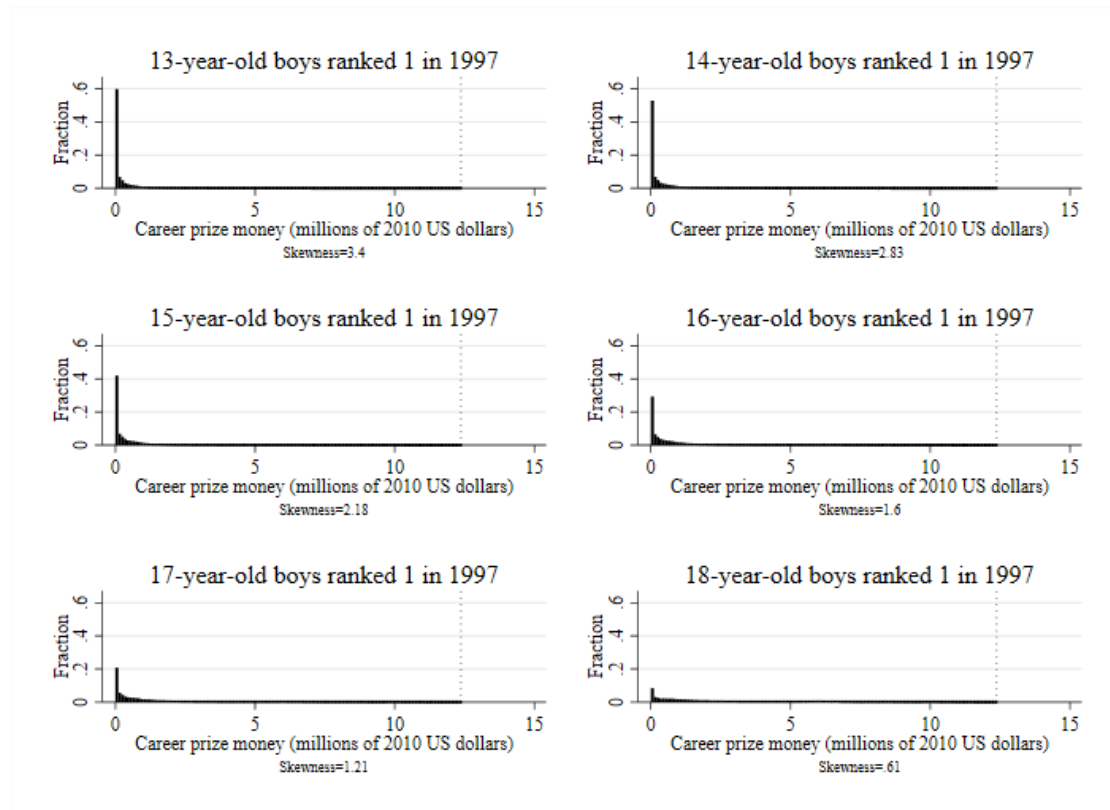 13-year-old boys ranked 1 in 1997
Fraction
.6
.4
.2
0
0 5 10 15
Career prize money (millions of 2010 US dollars)
Skewness=3.4
14-year-old boys ranked 1 in 1997
Fraction
.6
.4
.2
0
0 5 10 15
Career prize money (millions of 2010 US dollars)
Skewness=2.83
15-year-old boys ranked 1 in 1997
Fraction
.6
.4
.2
0
0 5 10 15
Career prize money (millions of 2010 US dollars)
Skewness=2.18
16-year-old boys ranked 1 in 1997
Fraction
.6
.4
.2
0
0 5 10 15
Career prize money (millions of 2010 US dollars)
Skewness=1.6
17-year-old boys ranked 1 in 1997
Fraction
.6
.4
.2
0
0 5 10 15
Career prize money (millions of 2010 US dollars)
Skewness=1.21
18-year-old boys ranked 1 in 1997
Fraction
.6
.4
.2
0
0 5 10 15
Career prize money (millions of 2010 US dollars)
Skewness=.61